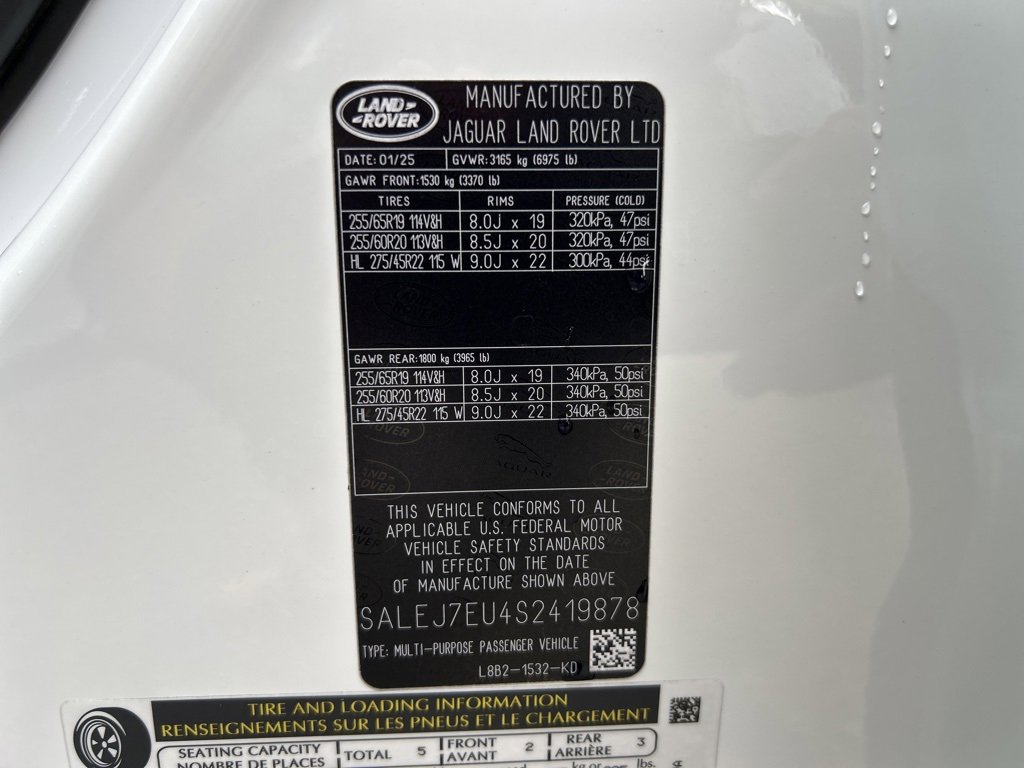 LAND-
-ROVER
MANUFACTURED BY
JAGUAR LAND ROVER LTD
DATE: 01/25 GVWR: 3165 kg (6975 lb)
GAWR FRONT: 1530 kg (3370 lb)
TIRES RIMS PRESSURE (COLD)
255/65R19 114V&H 8.0J x 19 320kPa, 47psi
255/60R20 113V&H 8.5J x 20 320kPa, 47psi
HL 275/45R22 115 W 9.0J x 22 300kPa, 44psi
GAWR REAR: 1800 kg (3965 lb)
255/65R19 114V&H 8.0J x 19 340kPa, 50psi
255/60R20 113V&H 8.5J x 20 340kPa, 50psi
HL 275/45R22 115 W 9.0J x 22 340kPa, 50psi
THIS VEHICLE CONFORMS TO ALL
APPLICABLE U.S. FEDERAL MOTOR
VEHICLE SAFETY STANDARDS
IN EFFECT ON THE DATE
OF MANUFACTURE SHOWN ABOVE
SALEJ7EU4S2419878
TYPE: MULTI-PURPOSE PASSENGER VEHICLE
L8B2-1532-KD
TIRE AND LOADING INFORMATION
RENSEIGNEMENTS SUR LES PNEUS ET LE CHARGEMENT
SEATING CAPACITY TOTAL 5 FRONT 2 REAR 3
NOMBRE DE PLACES AVANT ARRIÈRE
kg or lbs.